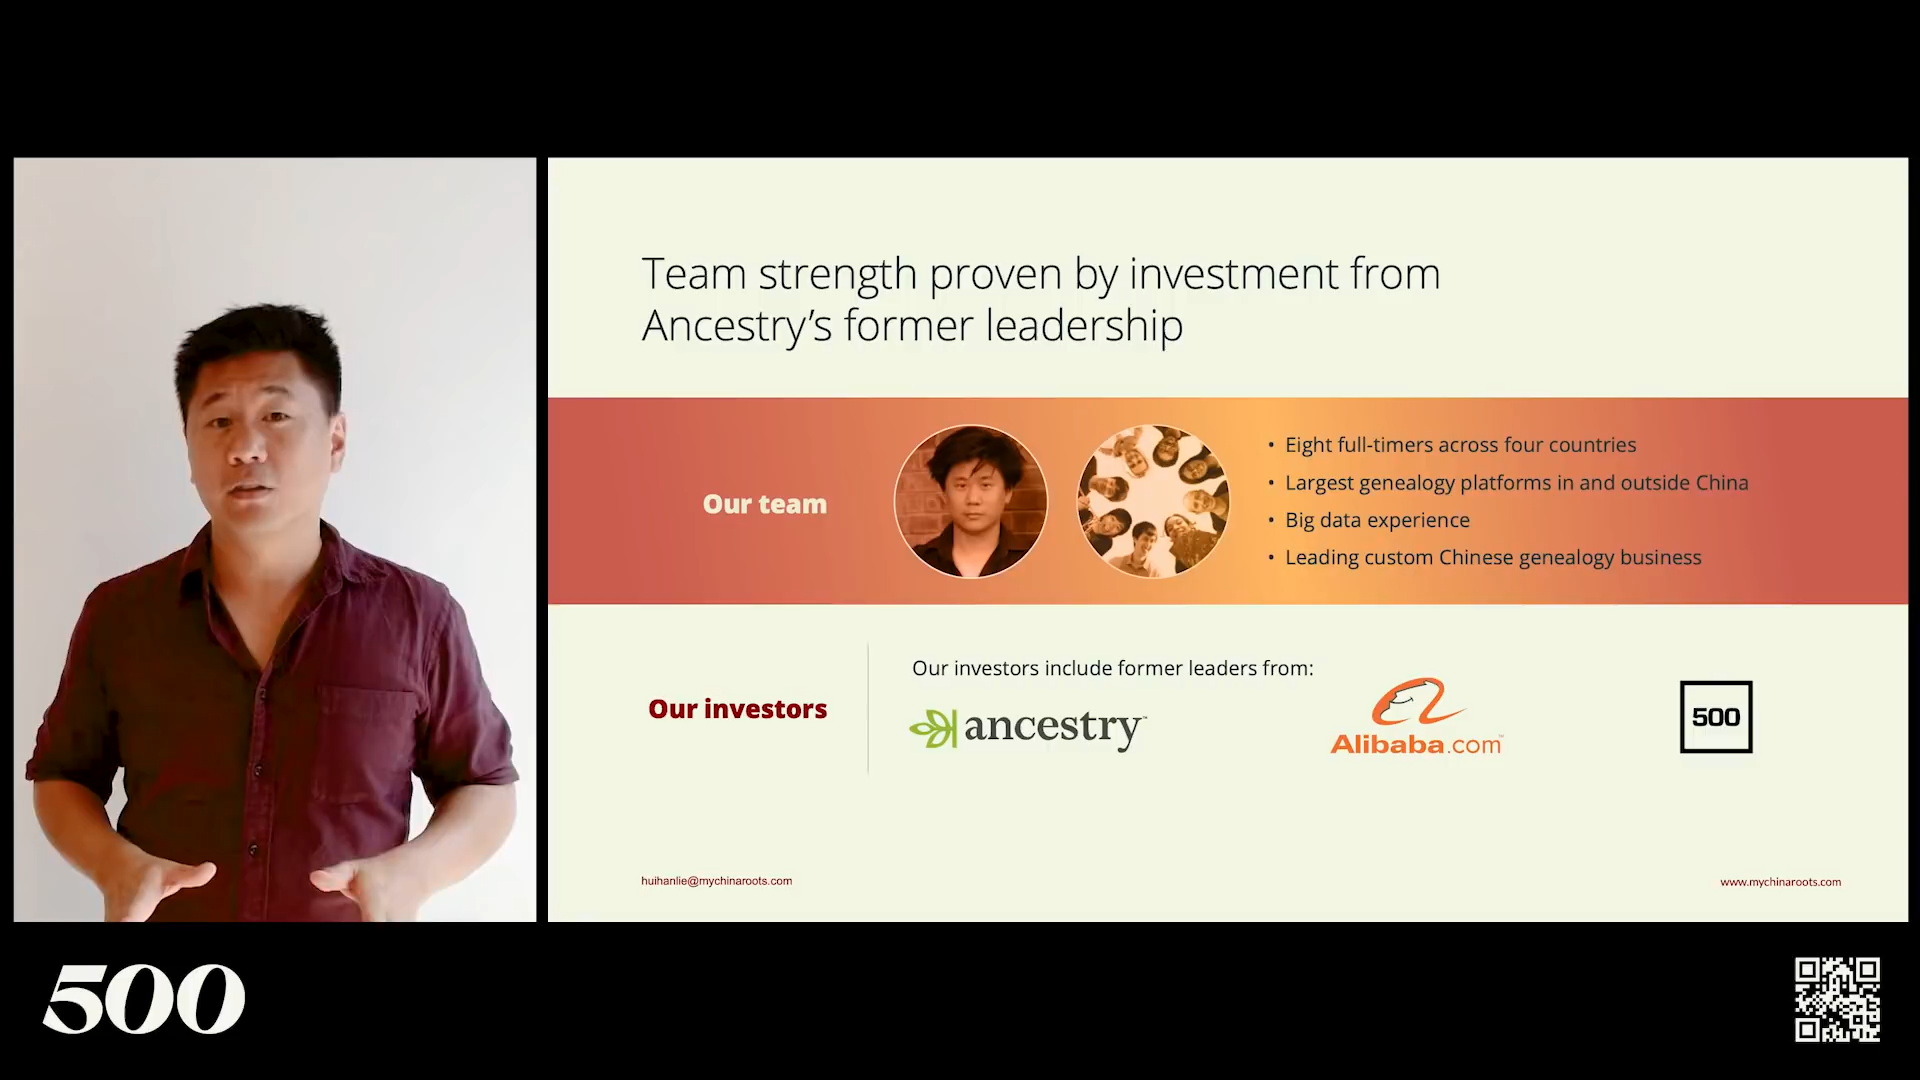 Team strength proven by investment from
Ancestry’s former leadership
Our team
• Eight full-timers across four countries
• Largest genealogy platforms in and outside China
• Big data experience
• Leading custom Chinese genealogy business
Our investors
Our investors include former leaders from:
ancestry™
Alibaba.com™
500
huihanlie@mychinaroots.com
www.mychinaroots.com
500